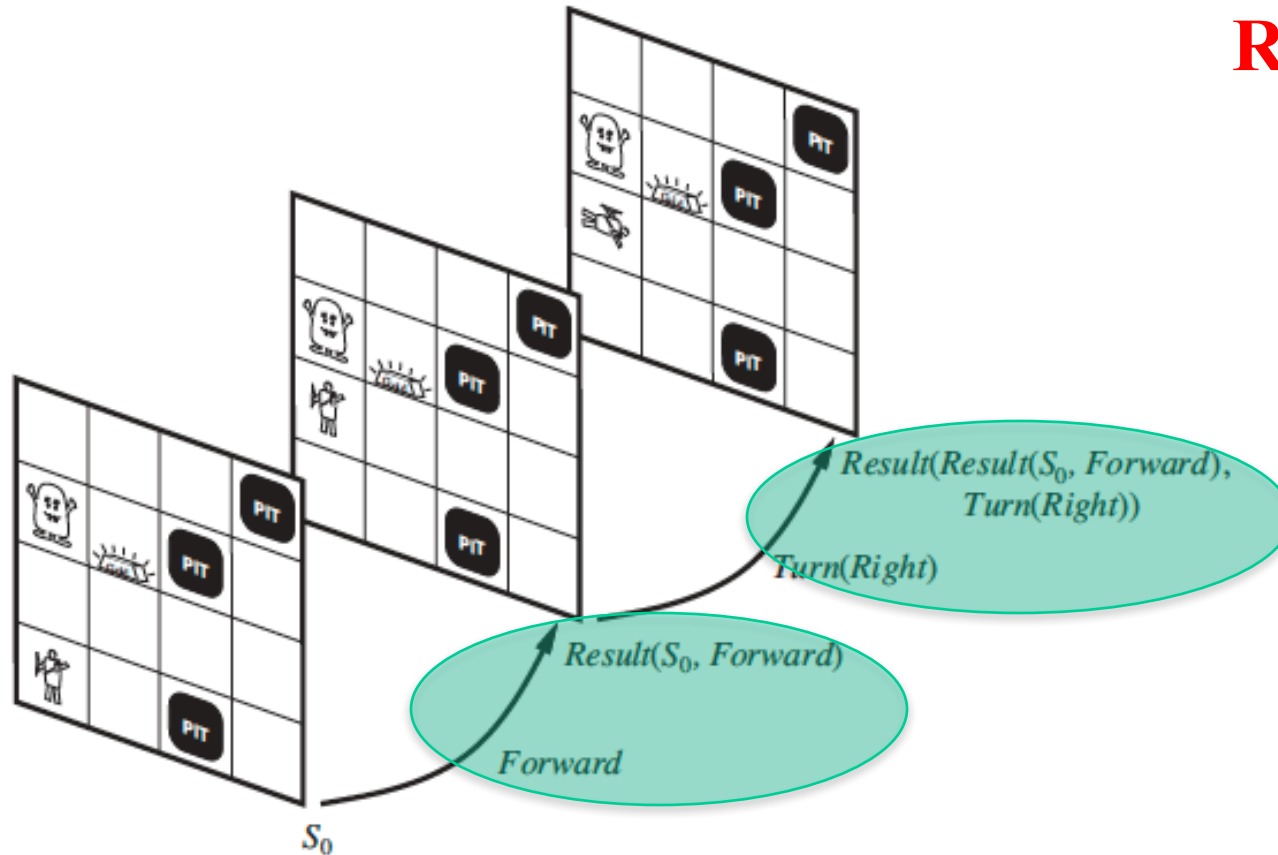 R
PIT
PIT
PIT
PIT
PIT
PIT
PIT
PIT
PIT
Result(Result(S₀, Forward),
Turn(Right))
Turn(Right)
Result(S₀, Forward)
Forward
S₀